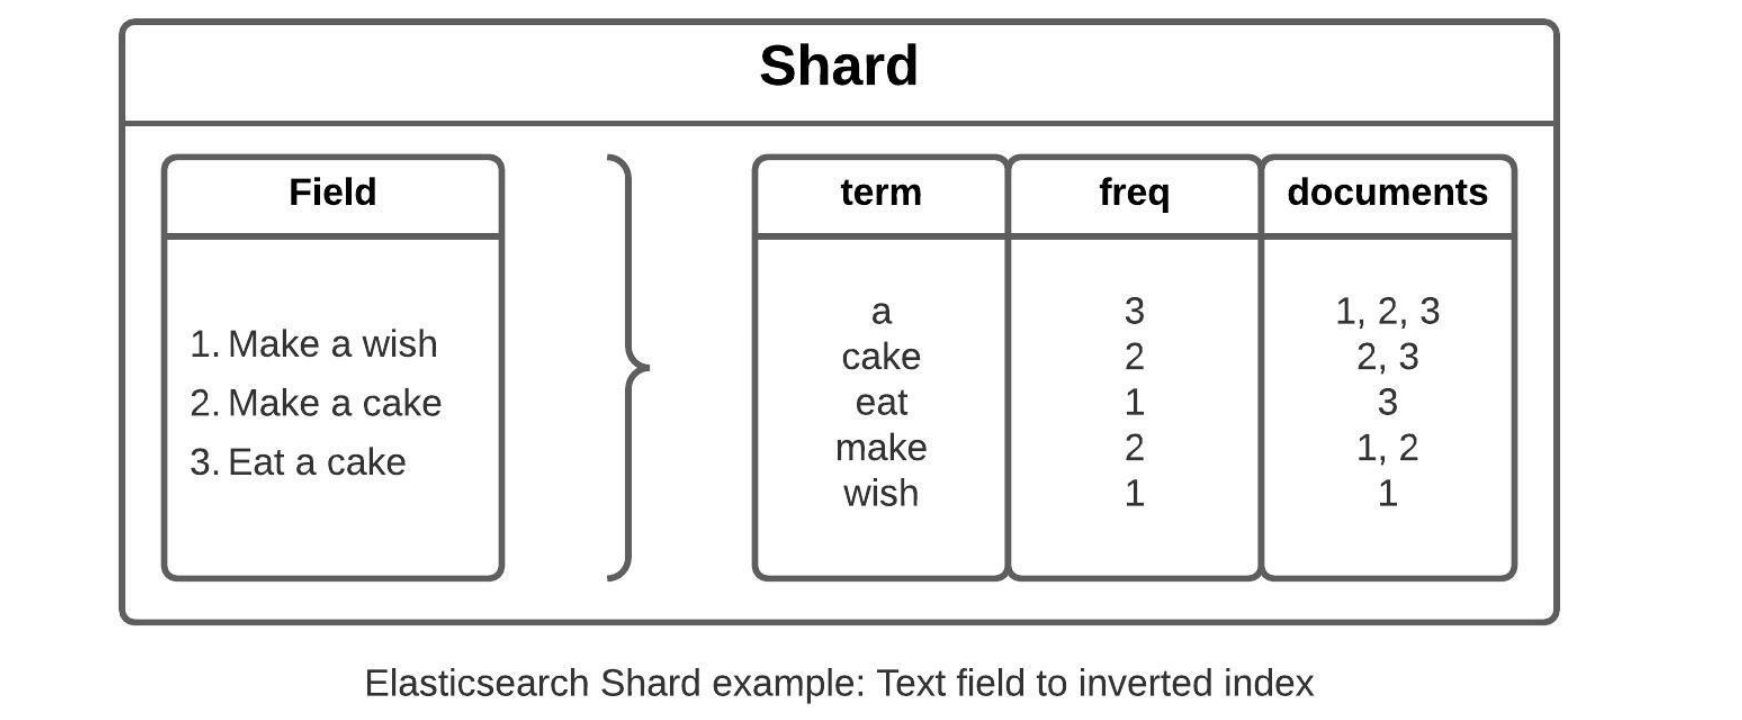 Shard
Field
1. Make a wish
2. Make a cake
3. Eat a cake
term freq documents
a 3 1, 2, 3
cake 2 2, 3
eat 1 3
make 2 1, 2
wish 1 1
Elasticsearch Shard example: Text field to inverted index